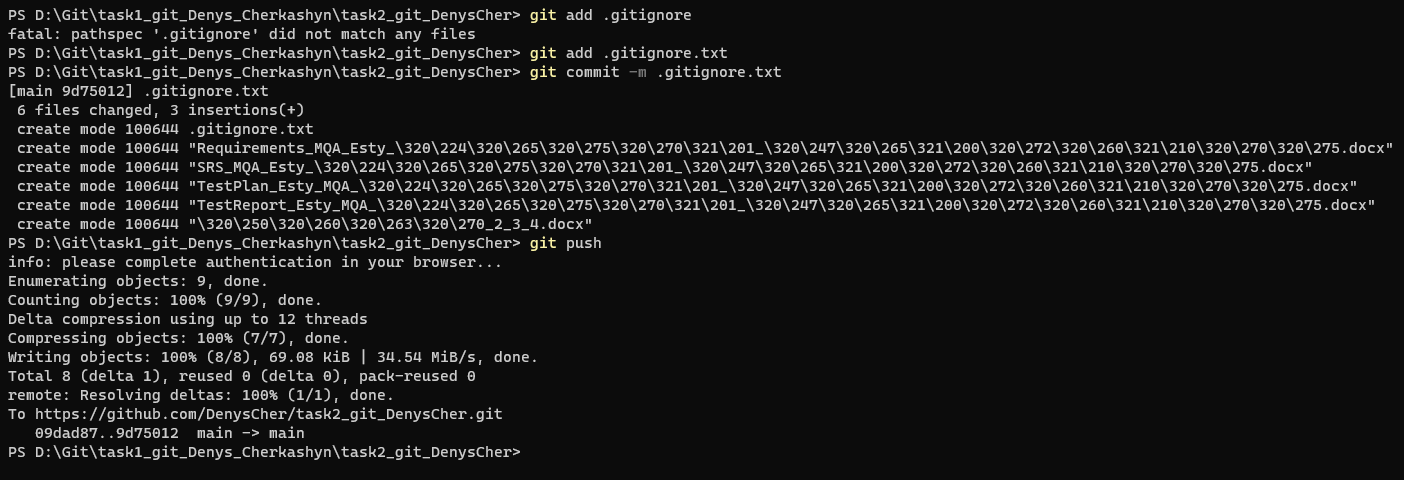 PS D:\Git\task1_git_Denys_Cherkashyn\task2_git_DenysCher> git add .gitignore
fatal: pathspec '.gitignore' did not match any files
PS D:\Git\task1_git_Denys_Cherkashyn\task2_git_DenysCher> git add .gitignore.txt
PS D:\Git\task1_git_Denys_Cherkashyn\task2_git_DenysCher> git commit -m .gitignore.txt
[main 9d75012] .gitignore.txt
 6 files changed, 3 insertions(+)
 create mode 100644 .gitignore.txt
 create mode 100644 "Requirements_MQA_Esty_\320\224\320\265\320\275\320\270\321\201_\320\247\320\265\321\200\320\272\320\260\321\210\320\270\320\275.docx"
 create mode 100644 "SRS_MQA_Esty_\320\224\320\265\320\275\320\270\321\201_\320\247\320\265\321\200\320\272\320\260\321\210\320\270\320\275.docx"
 create mode 100644 "TestPlan_Esty_MQA_\320\224\320\265\320\275\320\270\321\201_\320\247\320\265\321\200\320\272\320\260\321\210\320\270\320\275.docx"
 create mode 100644 "TestReport_Esty_MQA_\320\224\320\265\320\275\320\270\321\201_\320\247\320\265\321\200\320\272\320\260\321\210\320\270\320\275.docx"
 create mode 100644 "\320\250\320\260\320\263\320\270_2_3_4.docx"
PS D:\Git\task1_git_Denys_Cherkashyn\task2_git_DenysCher> git push
info: please complete authentication in your browser...
Enumerating objects: 9, done.
Counting objects: 100% (9/9), done.
Delta compression using up to 12 threads
Compressing objects: 100% (7/7), done.
Writing objects: 100% (8/8), 69.08 KiB | 34.54 MiB/s, done.
Total 8 (delta 1), reused 0 (delta 0), pack-reused 0
remote: Resolving deltas: 100% (1/1), done.
To https://github.com/DenysCher/task2_git_DenysCher.git
   09dad87..9d75012  main -> main
PS D:\Git\task1_git_Denys_Cherkashyn\task2_git_DenysCher>